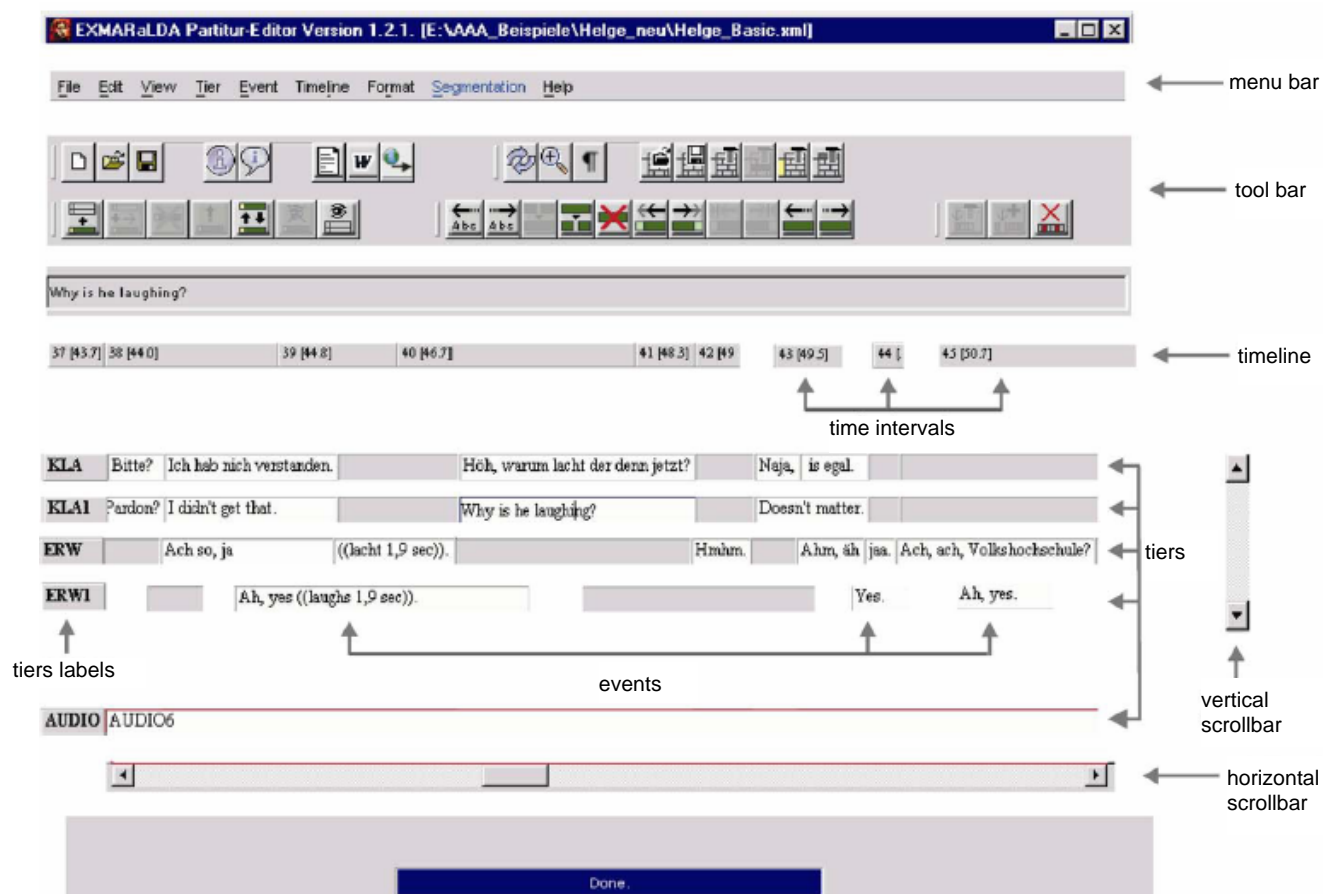 EXMARaLDA Partitur-Editor Version 1.2.1. [E:\AAA_Beispiele\Helge_neu\Helge_Basic.xml]
File Edit View Tier Event Timeline Format Segmentation Help
menu bar
W
tool bar
Abc Abc
Why is he laughing?
37 [43.7] 38 [44.0] 39 [44.8] 40 [46.7] 41 [48.3] 42 [49 43 [49.5] 44 [. 45 [50.7]
timeline
time intervals
KLA Bitte? Ich hab nich verstanden. Höh, warum lacht der denn jetzt? Naja, is egal.
KLA1 Pardon? I didn't get that. Why is he laughing? Doesn't matter.
ERW Ach so, ja ((lacht 1,9 sec)). Hmhm. Ahm, äh jaa. Ach, ach, Volkshochschule?
tiers
ERW1 Ah, yes ((laughs 1,9 sec)). Yes. Ah, yes.
tiers labels
events
vertical
scrollbar
AUDIO AUDIO6
horizontal
scrollbar
Done.